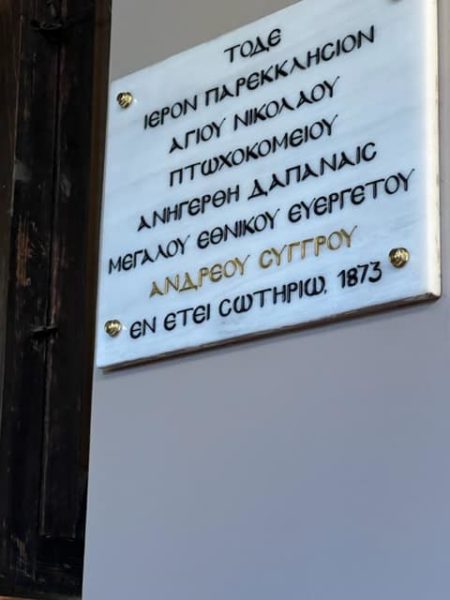 ΤΟΔΕ
ΙΕΡΟΝ ΠΑΡΕΚΚΛΗΣΙΟΝ
ΑΓΙΟΥ ΝΙΚΟΛΑΟΥ
ΠΤΩΧΟΚΟΜΕΙΟΥ
ΑΝΗΓΕΡΘΗ ΔΑΠΑΝΑΙΣ
ΜΕΓΑΛΟΥ ΕΘΝΙΚΟΥ ΕΥΕΡΓΕΤΟΥ
ΑΝΔΡΕΟΥ ΣΥΓΓΡΟΥ
ΕΝ ΕΤΕΙ ΣΩΤΗΡΙΩ, 1873